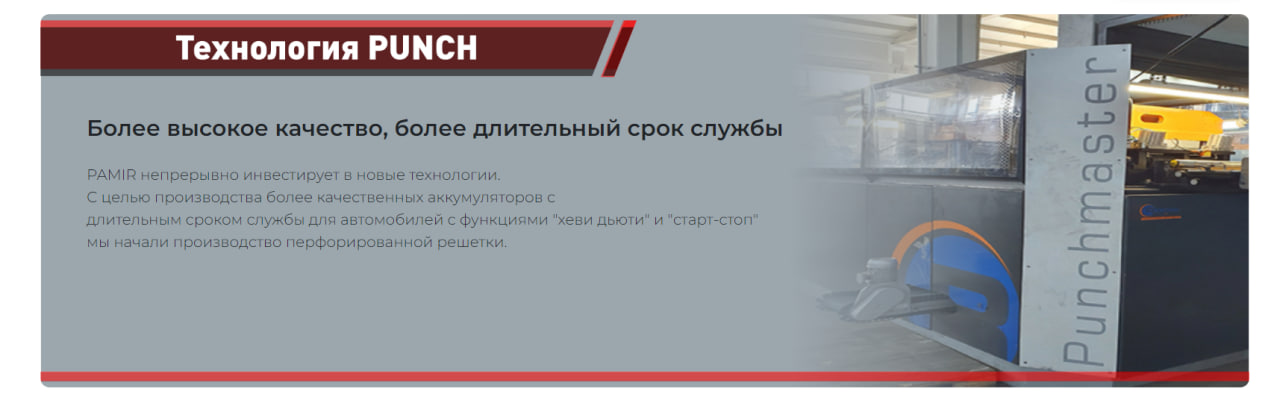 Технология PUNCH
Более высокое качество, более длительный срок службы
PAMIR непрерывно инвестирует в новые технологии.
С целью производства более качественных аккумуляторов с
длительным сроком службы для автомобилей с функциями "хеви дьюти" и "старт-стоп"
мы начали производство перфорированной решетки.
Punchmaster